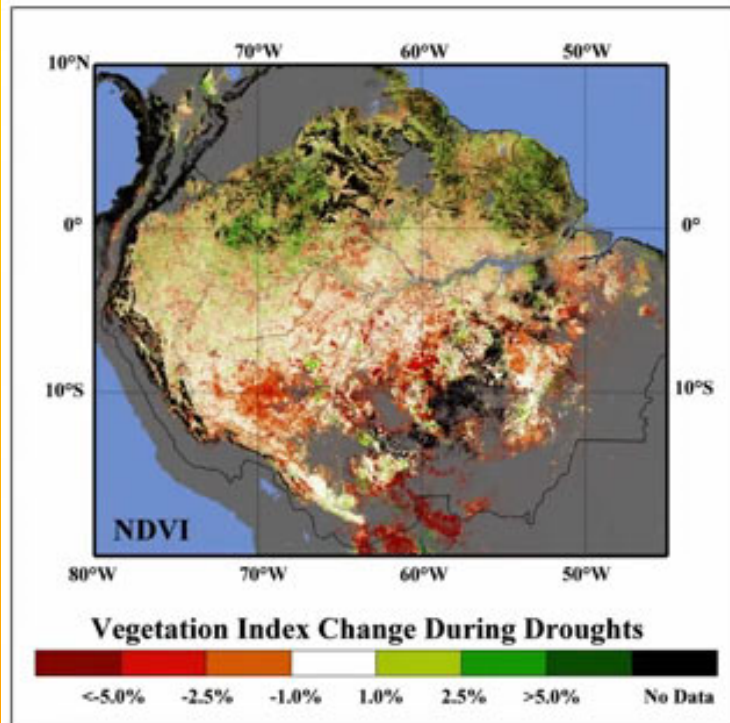 70°W 60°W 50°W
10°N
0° 0°
10°S 10°S
NDVI
80°W 70°W 60°W 50°W
Vegetation Index Change During Droughts
<-5.0% -2.5% -1.0% 1.0% 2.5% >5.0% No Data